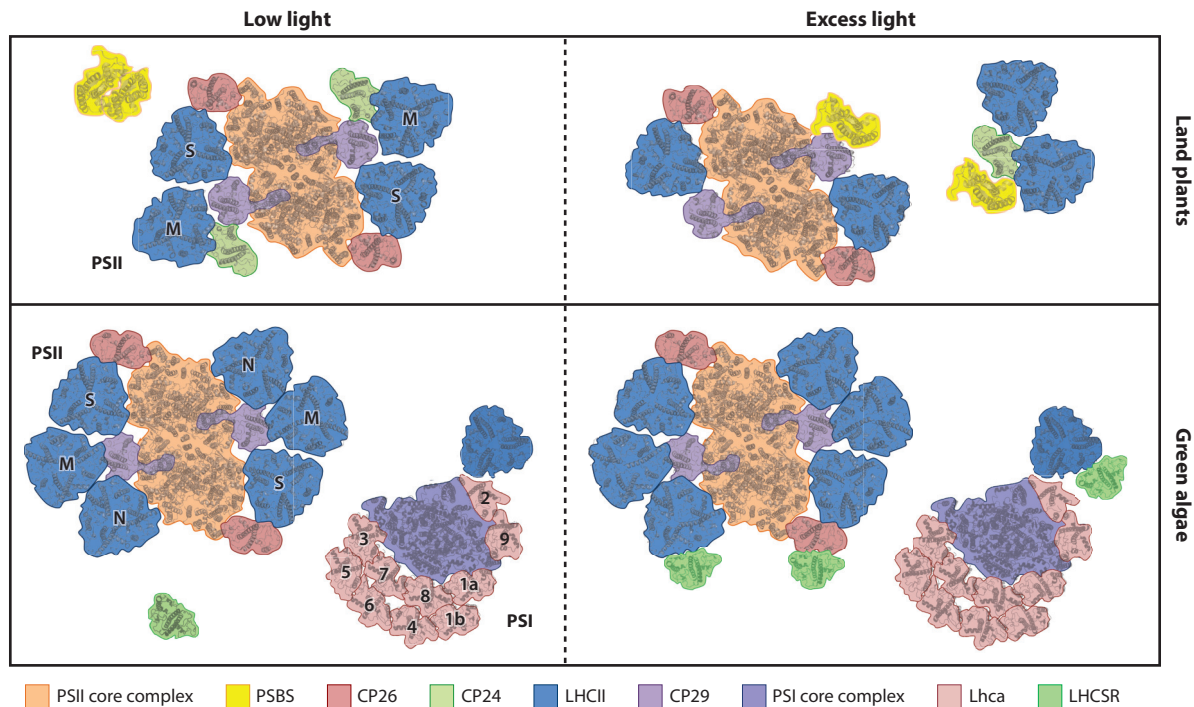 Low light
Excess light
Land plants
M
S
S
M
PSII
Green algae
PSII
N
S
M
M
S
N
2
3
9
5
7
1a
8
6
1b
4
PSI
PSII core complex
PSBS
CP26
CP24
LHCII
CP29
PSI core complex
Lhca
LHCSR